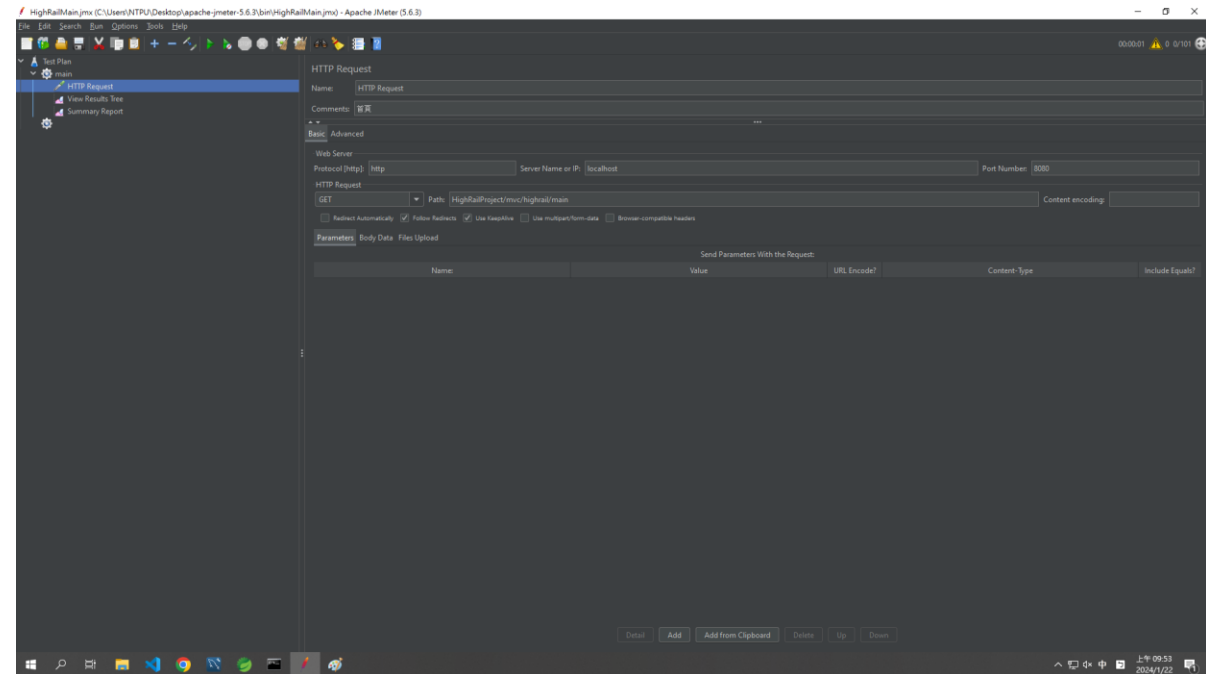 HighRailMain.jmx (C:\Users\NTPU\Desktop\apache-jmeter-5.6.3\bin\HighRailMain.jmx) - Apache JMeter (5.6.3)
File Edit Search Run Options Tools Help
00:00:01 0 0/101
Test Plan
main
HTTP Request
View Results Tree
Summary Report
HTTP Request
Name: HTTP Request
Comments: 首頁
Basic Advanced
Web Server
Protocol [http]: http Server Name or IP: localhost Port Number: 8080
HTTP Request
GET Path: HighRailProject/mvc/highrail/main Content encoding:
Redirect Automatically Follow Redirects Use KeepAlive Use multipart/form-data Browser-compatible headers
Parameters Body Data Files Upload
Send Parameters With the Request:
Name: Value URL Encode? Content-Type Include Equals?
Detail Add Add from Clipboard Delete Up Down
中
上午 09:53
2024/1/22